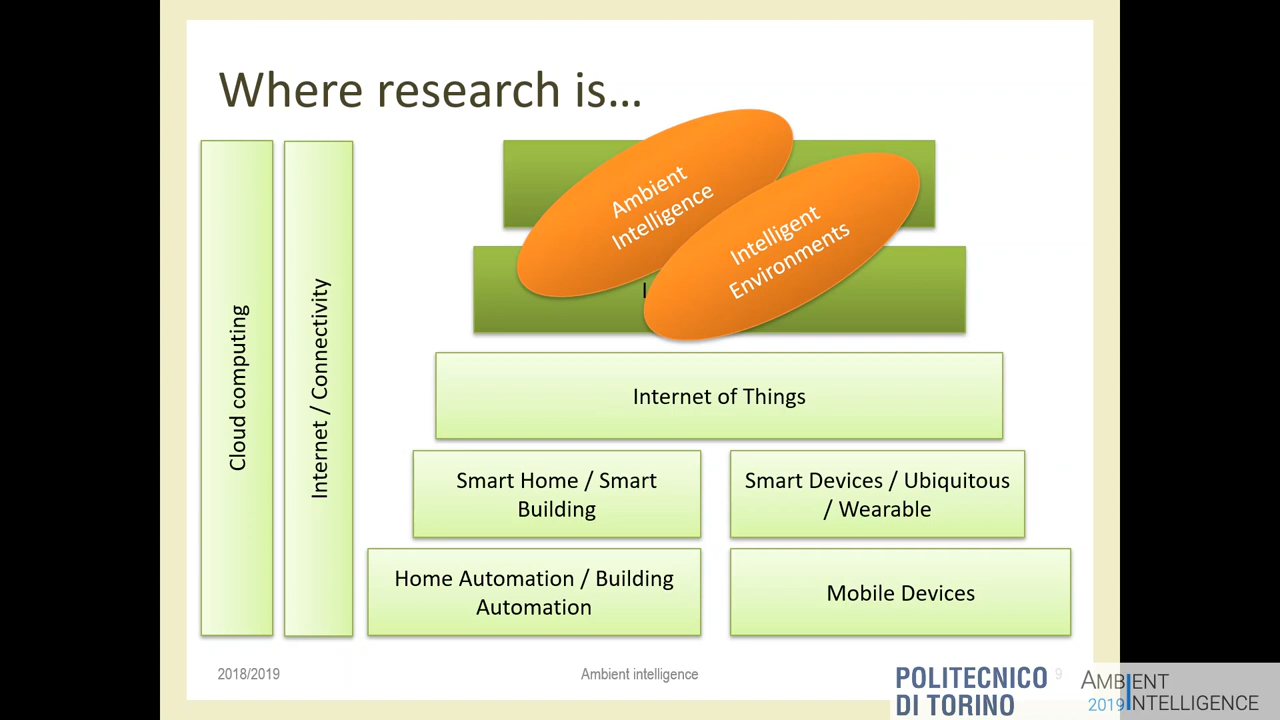 Where research is…
Cloud computing
Internet / Connectivity
Ambient
Intelligence
Intelligent
Environments
I
Internet of Things
Smart Home / Smart
Building
Smart Devices / Ubiquitous
/ Wearable
Home Automation / Building
Automation
Mobile Devices
2018/2019
Ambient intelligence
9
POLITECNICO
DI TORINO
AMBIENT
2019 INTELLIGENCE